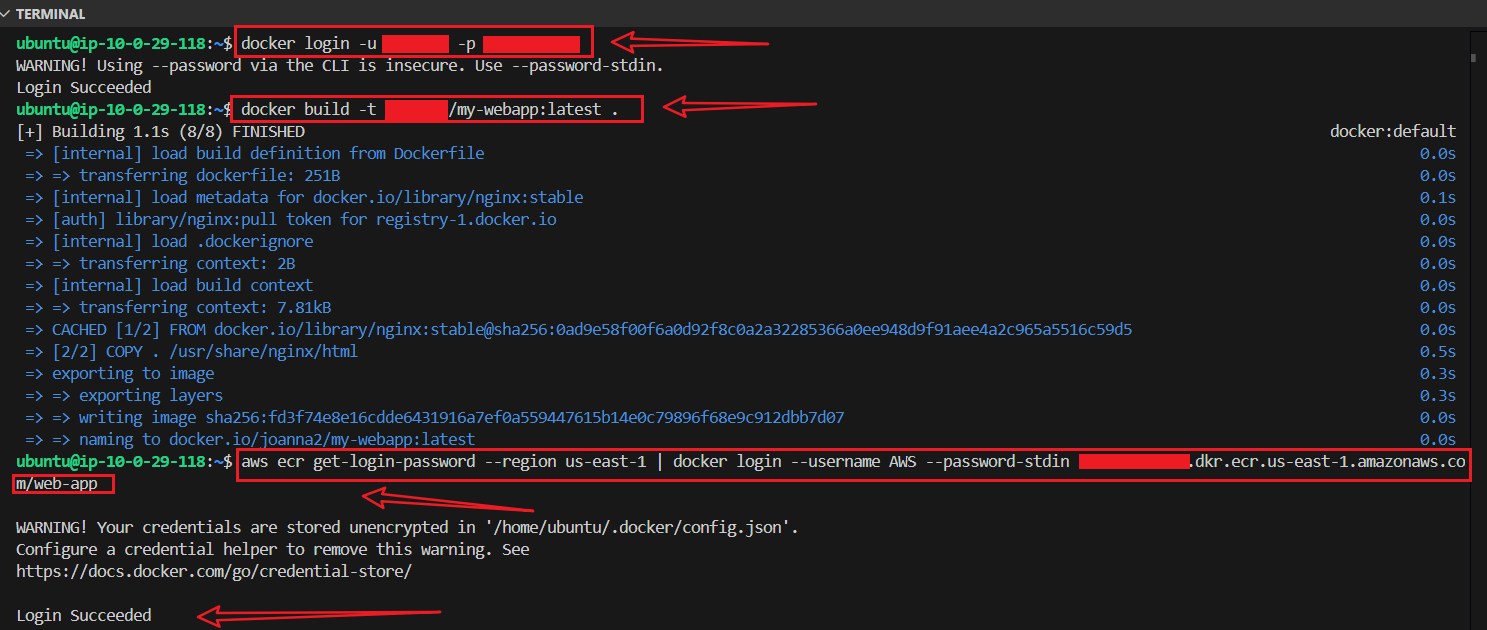 TERMINAL
ubuntu@ip-10-0-29-118:~$ docker login -u -p
WARNING! Using --password via the CLI is insecure. Use --password-stdin.
Login Succeeded
ubuntu@ip-10-0-29-118:~$ docker build -t /my-webapp:latest .
[+] Building 1.1s (8/8) FINISHED docker:default
=> [internal] load build definition from Dockerfile 0.0s
=> => transferring dockerfile: 251B 0.0s
=> [internal] load metadata for docker.io/library/nginx:stable 0.1s
=> [auth] library/nginx:pull token for registry-1.docker.io 0.0s
=> [internal] load .dockerignore 0.0s
=> => transferring context: 2B 0.0s
=> [internal] load build context 0.0s
=> => transferring context: 7.81kB 0.0s
=> CACHED [1/2] FROM docker.io/library/nginx:stable@sha256:0ad9e58f00f6a0d92f8c0a2a32285366a0ee948d9f91aee4a2c965a5516c59d5 0.0s
=> [2/2] COPY . /usr/share/nginx/html 0.5s
=> exporting to image 0.3s
=> => exporting layers 0.3s
=> => writing image sha256:fd3f74e8e16cdde6431916a7ef0a559447615b14e0c79896f68e9c912dbb7d07 0.0s
=> => naming to docker.io/joanna2/my-webapp:latest 0.0s
ubuntu@ip-10-0-29-118:~$ aws ecr get-login-password --region us-east-1 | docker login --username AWS --password-stdin .dkr.ecr.us-east-1.amazonaws.co
m/web-app
WARNING! Your credentials are stored unencrypted in '/home/ubuntu/.docker/config.json'.
Configure a credential helper to remove this warning. See
https://docs.docker.com/go/credential-store/
Login Succeeded